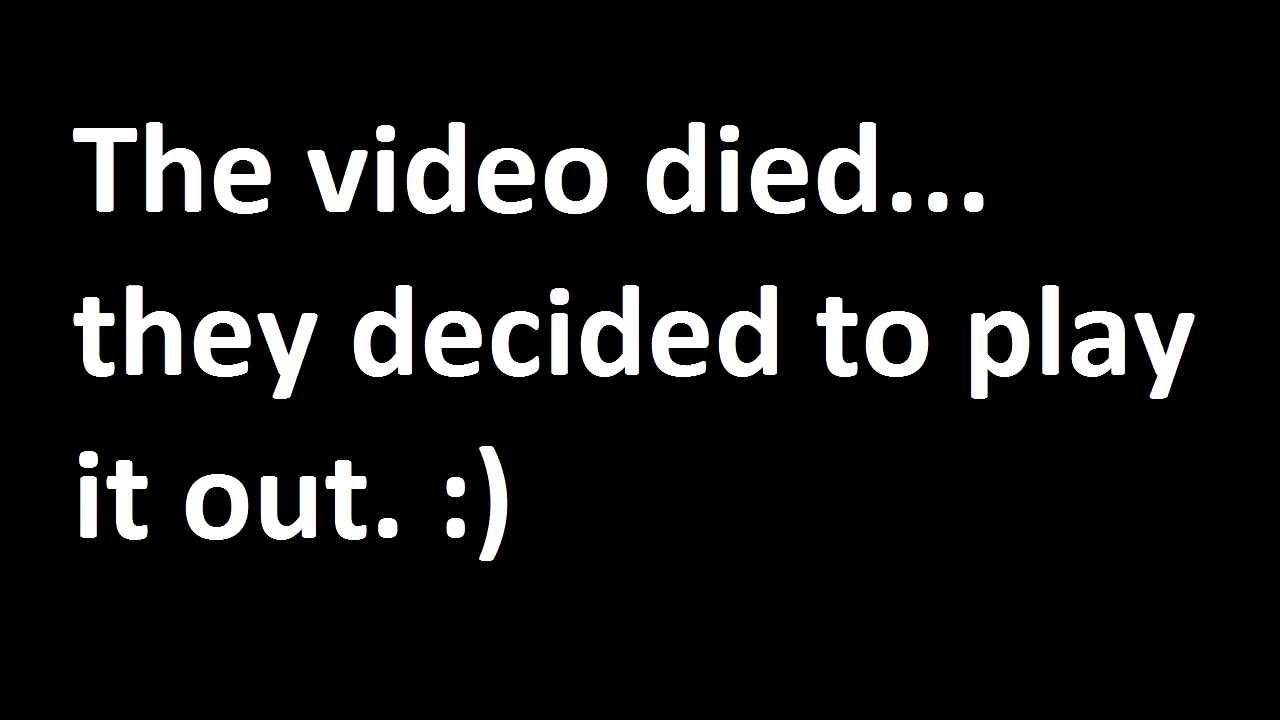 The video died...
they decided to play
it out. :)